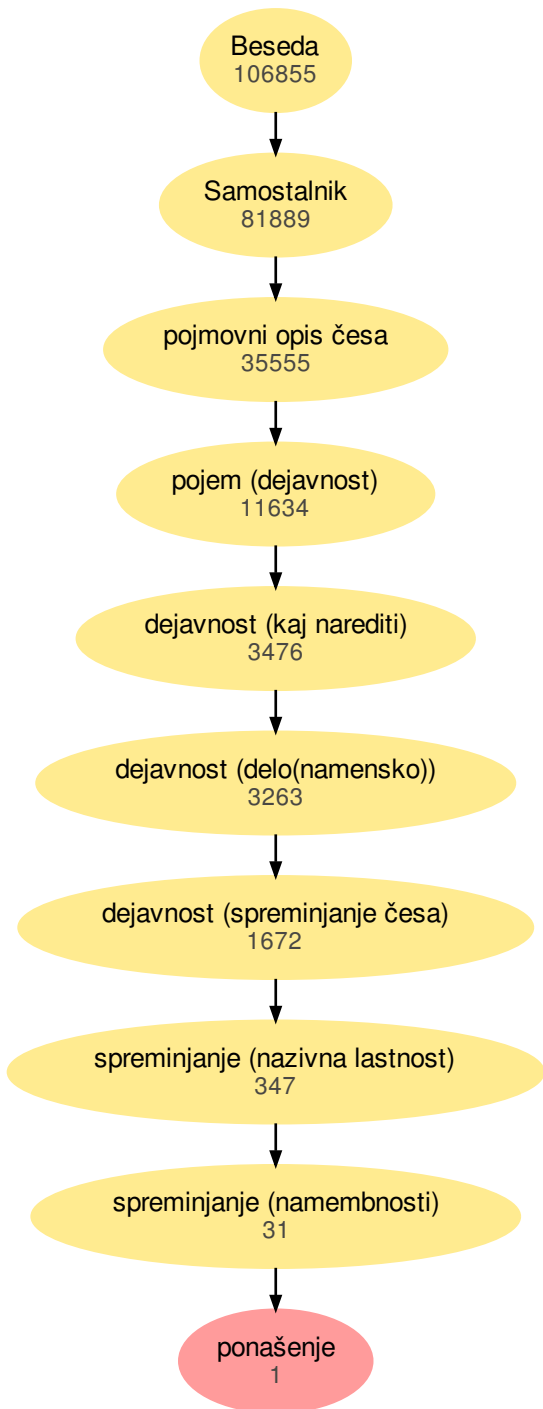 Beseda
106855
Samostalnik
81889
pojmovni opis česa
35555
pojem (dejavnost)
11634
dejavnost (kaj narediti)
3476
dejavnost (delo(namensko))
3263
dejavnost (spreminjanje česa)
1672
spreminjanje (nazivna lastnost)
347
spreminjanje (namembnosti)
31
ponašenje
1